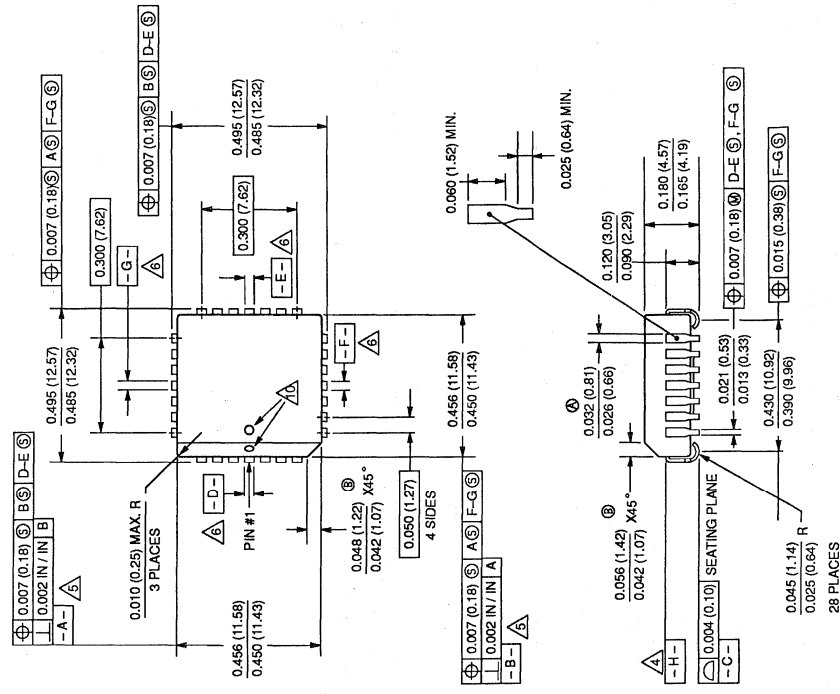 ⌖ 0.007 (0.18) Ⓢ B Ⓢ D-E Ⓢ
⊥ 0.002 IN / IN B
-A-
5
0.456 (11.58)
0.450 (11.43)
0.010 (0.25) MAX. R
3 PLACES
-D-
6
PIN #1
0.048 (1.22)
0.042 (1.07)
Ⓑ
X45°
0.050 (1.27)
4 SIDES
⌖ 0.007 (0.18) Ⓢ A Ⓢ F-G Ⓢ
⊥ 0.002 IN / IN A
-B-
5
0.495 (12.57)
0.485 (12.32)
⌖ 0.007 (0.18) Ⓢ A Ⓢ F-G Ⓢ
0.300 (7.62)
-G-
6
10
-F-
6
0.456 (11.58)
0.450 (11.43)
⌖ 0.007 (0.18) Ⓢ B Ⓢ D-E Ⓢ
0.495 (12.57)
0.485 (12.32)
0.300 (7.62)
-E-
6
0.060 (1.52) MIN.
0.025 (0.64) MIN.
0.120 (3.05)
0.090 (2.29)
0.180 (4.57)
0.165 (4.19)
Ⓐ
0.032 (0.81)
0.026 (0.66)
0.056 (1.42)
0.042 (1.07)
Ⓑ
X45°
4
-H-
⌓ 0.004 (0.10) SEATING PLANE
-C-
0.045 (1.14)
0.025 (0.64)
R
28 PLACES
0.021 (0.53)
0.013 (0.33)
⌖ 0.007 (0.18) Ⓜ D-E Ⓢ, F-G Ⓢ
0.430 (10.92)
0.390 (9.96)
⌖ 0.015 (0.38) Ⓢ F-G Ⓢ